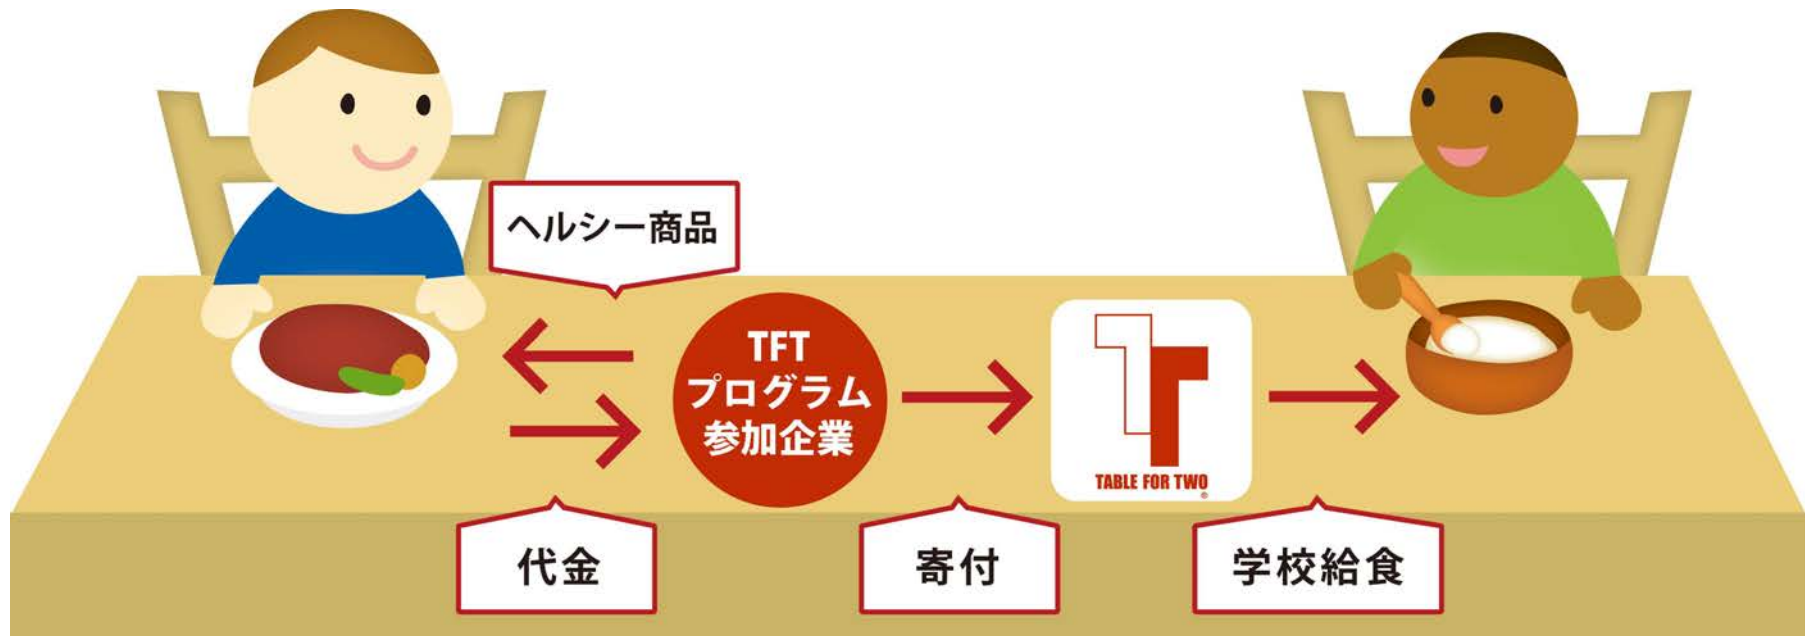 ヘルシー商品
TFT
プログラム
参加企業
TABLE FOR TWO
®
代金
寄付
学校給食